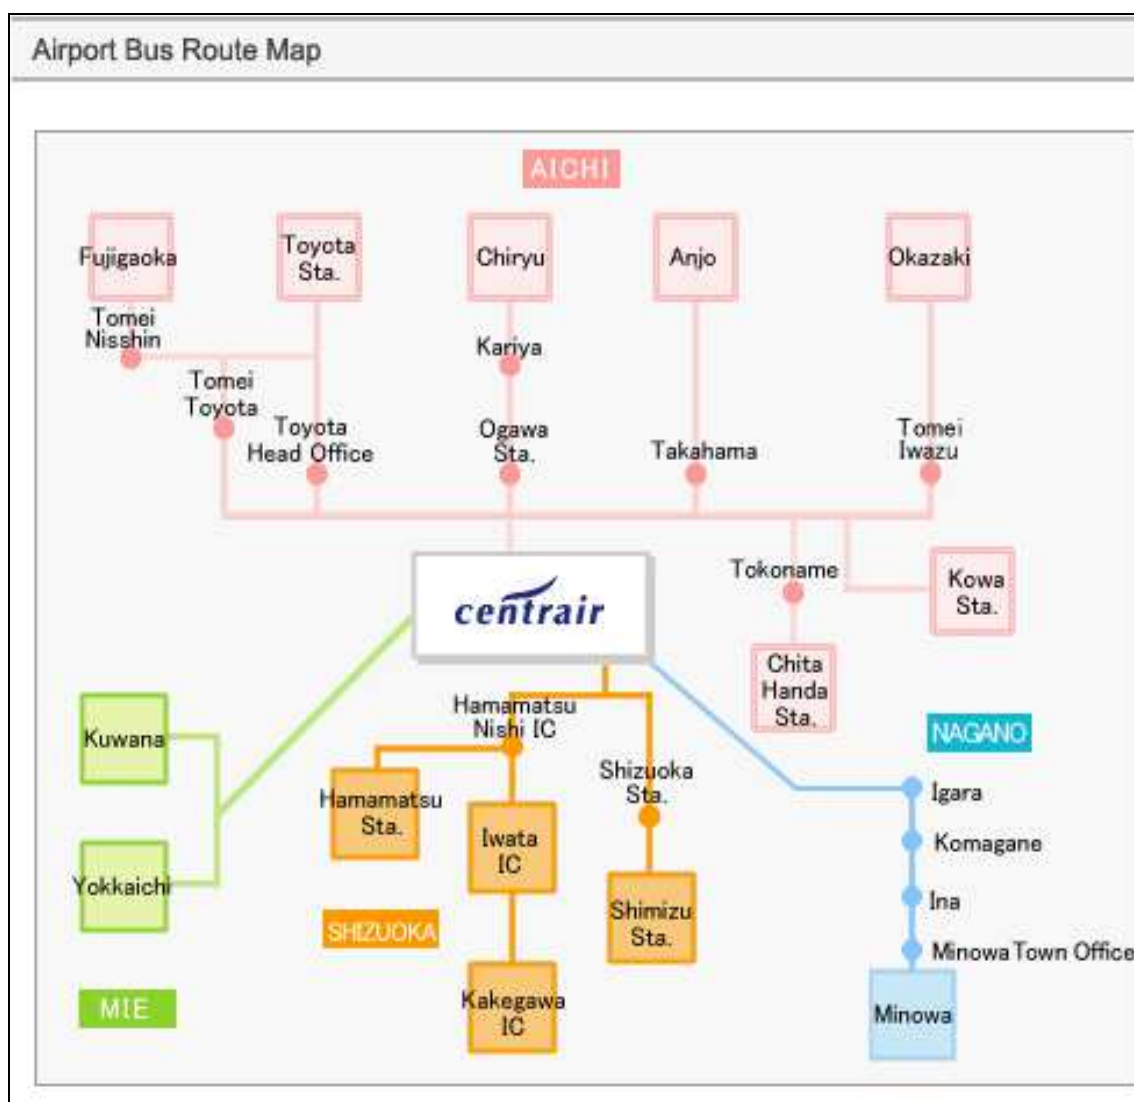 Airport Bus Route Map
AICHI
Fujigaoka
Toyota
Sta.
Chiryu
Anjo
Okazaki
Tomei
Nisshin
Kariya
Tomei
Toyota
Toyota
Head Office
Ogawa
Sta.
Takahama
Tomei
Iwazu
centrair
Tokoname
Kowa
Sta.
Chita
Handa
Sta.
Kuwana
Yokkaichi
MIE
Hamamatsu
Nishi IC
Hamamatsu
Sta.
Iwata
IC
Kakegawa
IC
Shizuoka
Sta.
Shimizu
Sta.
SHIZUOKA
NAGANO
Igara
Komagane
Ina
Minowa Town Office
Minowa